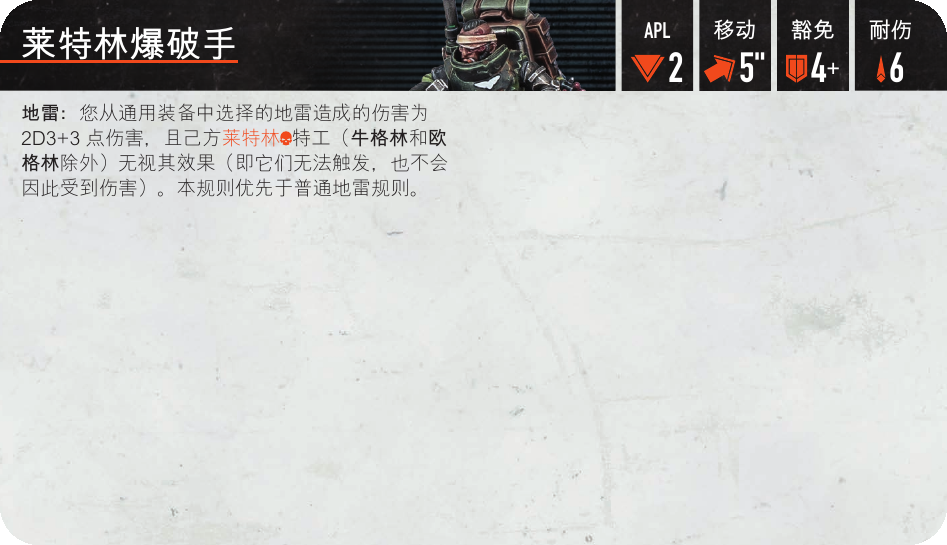 莱特林爆破手
APL 移动 豁免 耐伤
2 5" 4+ 6
地雷：您从通用装备中选择的地雷造成的伤害为
2D3+3 点伤害，且己方莱特林特工（牛格林和欧
格林除外）无视其效果（即它们无法触发，也不会
因此受到伤害）。本规则优先于普通地雷规则。